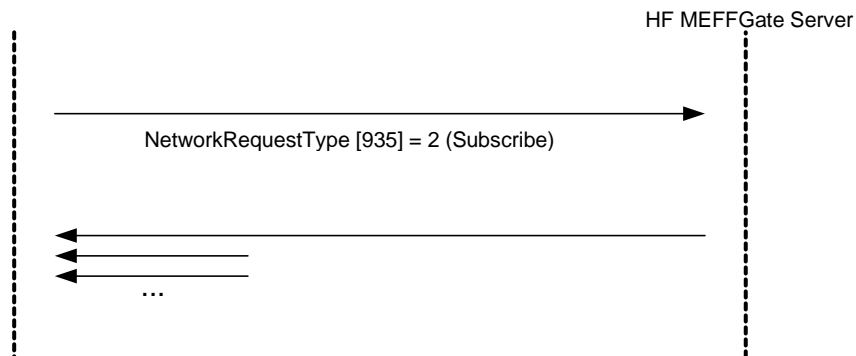 HF MEFFGate Server
NetworkRequestType [935] = 2 (Subscribe)
...